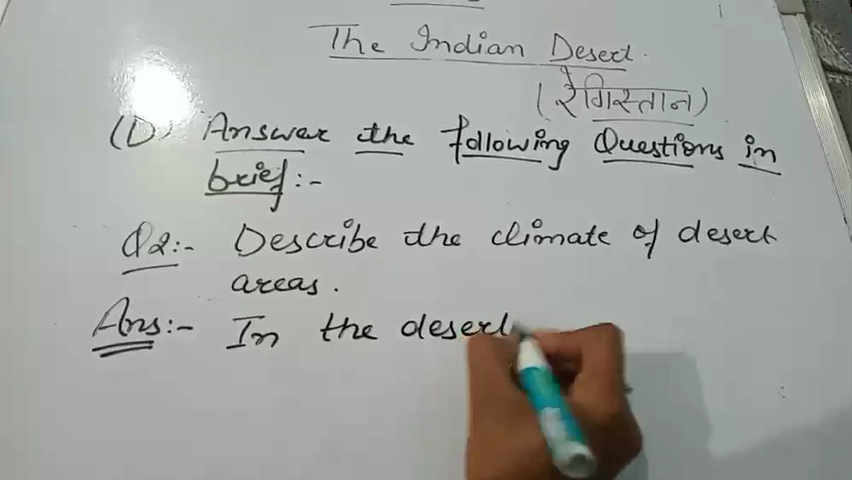 The Indian Desert.
(रेगिस्तान)
(D) Answer the following Questions in
brief:-
Q2:- Describe the climate of desert
areas.
Ans:- In the desert